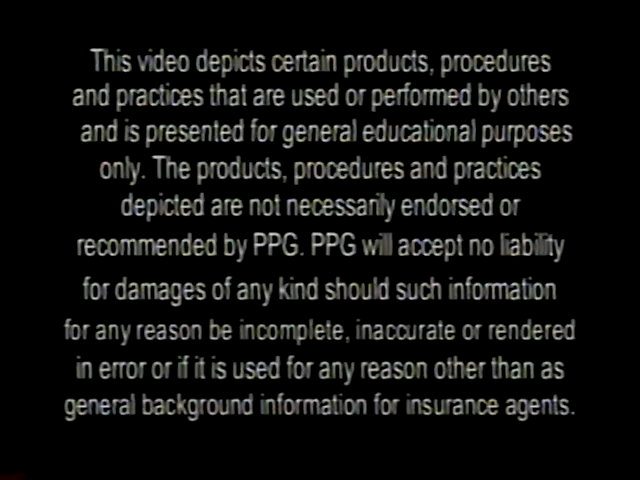 This video depicts certain products, procedures
and practices that are used or performed by others
and is presented for general educational purposes
only. The products, procedures and practices
depicted are not necessarily endorsed or
recommended by PPG. PPG will accept no liability
for damages of any kind should such information
for any reason be incomplete, inaccurate or rendered
in error or if it is used for any reason other than as
general background information for insurance agents.